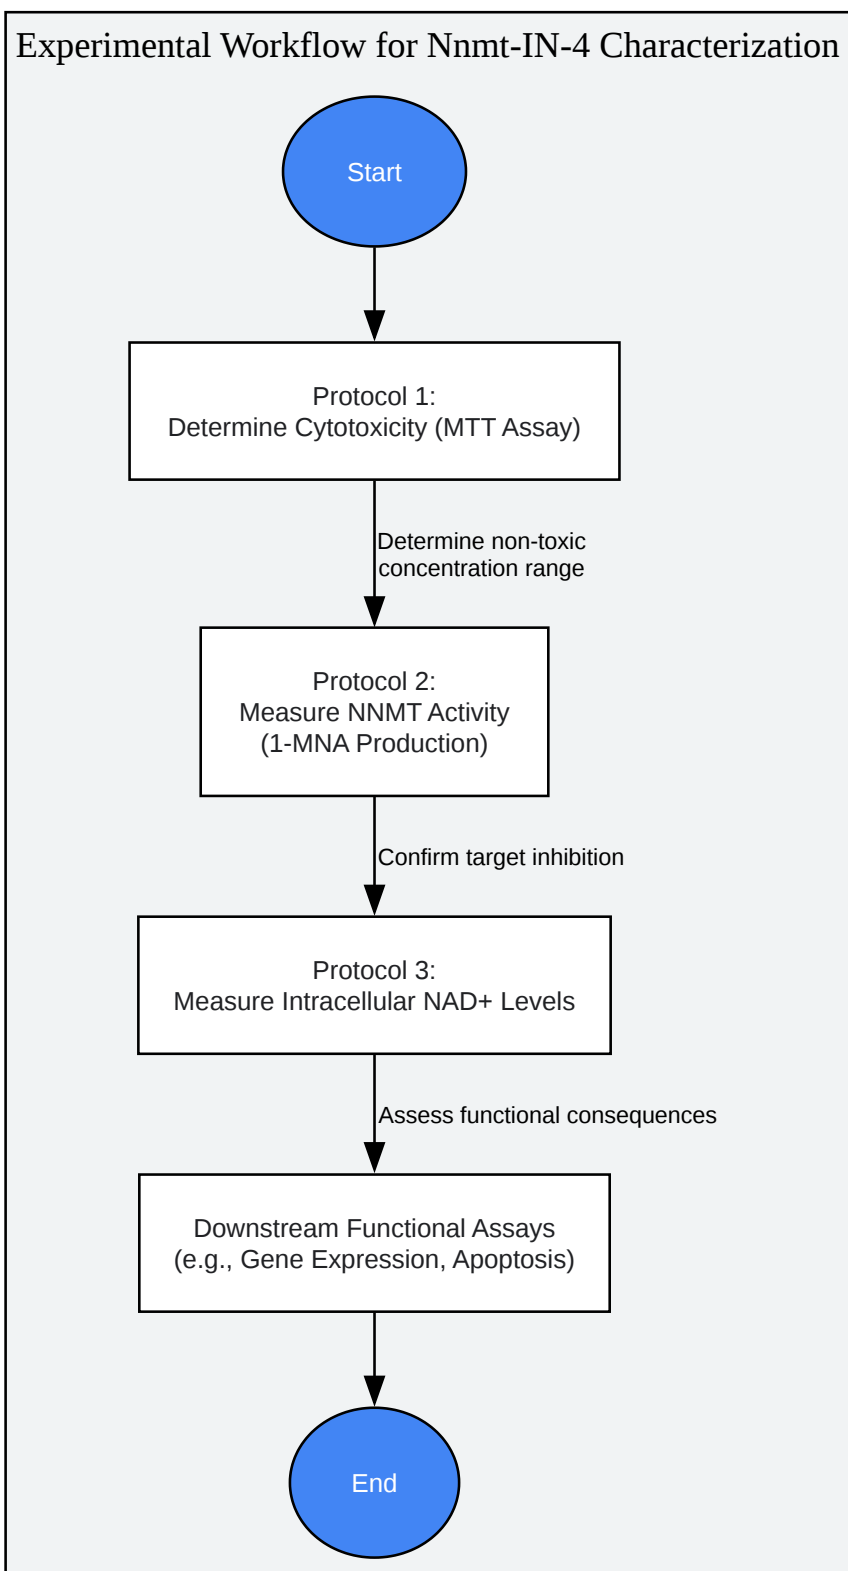 Experimental Workflow for Nnmt-IN-4 Characterization
Start
Protocol 1:
Determine Cytotoxicity (MTT Assay)
Determine non-toxic
concentration range
Protocol 2:
Measure NNMT Activity
(1-MNA Production)
Confirm target inhibition
Protocol 3:
Measure Intracellular NAD+ Levels
Assess functional consequences
Downstream Functional Assays
(e.g., Gene Expression, Apoptosis)
End